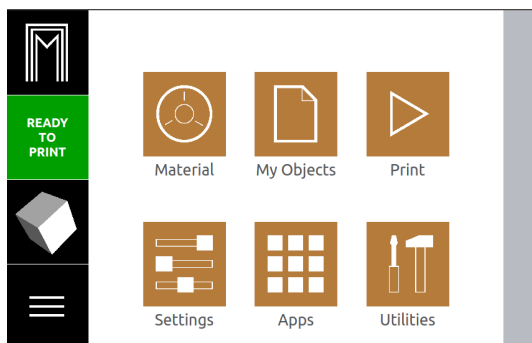 READY
TO
PRINT
Material
My Objects
Print
Settings
Apps
Utilities